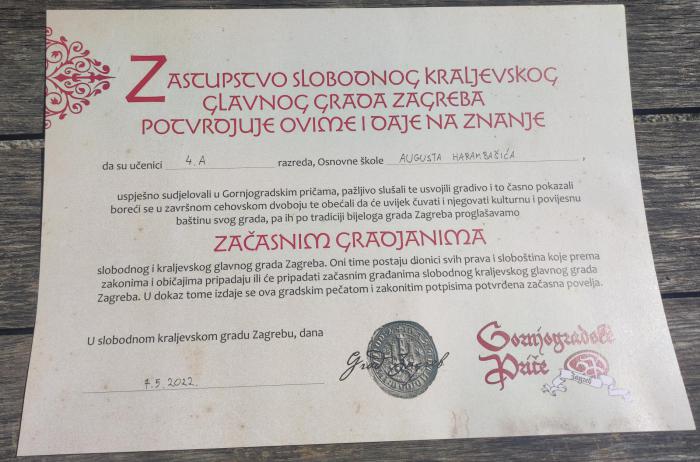 ZASTUPSTVO SLOBODNOG KRALJEVSKOG
GLAVNOG GRADA ZAGREBA
POTVRDJUJE OVIME I DAJE NA ZNANJE
da su učenici 4.A razreda, Osnovne škole AUGUSTA HARAMBAŠIĆA,
uspješno sudjelovali u Gornjogradskim pričama, pažljivo slušali te usvojili gradivo i to časno pokazali
boreći se u završnom cehovskom dvoboju te obećali da će uvijek čuvati i njegovati kulturnu i povijesnu
baštinu svog grada, pa ih po tradiciji bijeloga grada Zagreba proglašavamo
ZAČASNIM GRADJANIMA
slobodnog i kraljevskog glavnog grada Zagreba. Oni time postaju dionici svih prava i sloboština koje prema
zakonima i običajima pripadaju ili će pripadati začasnim građanima slobodnog kraljevskog glavnog grada
Zagreba. U dokaz tome izdaje se ova gradskim pečatom i zakonitim potpisima potvrđena začasna povelja.
U slobodnom kraljevskom gradu Zagrebu, dana
7.5.2022.
Grad Zagreb
Gornjogradske
Priče
Zagreb